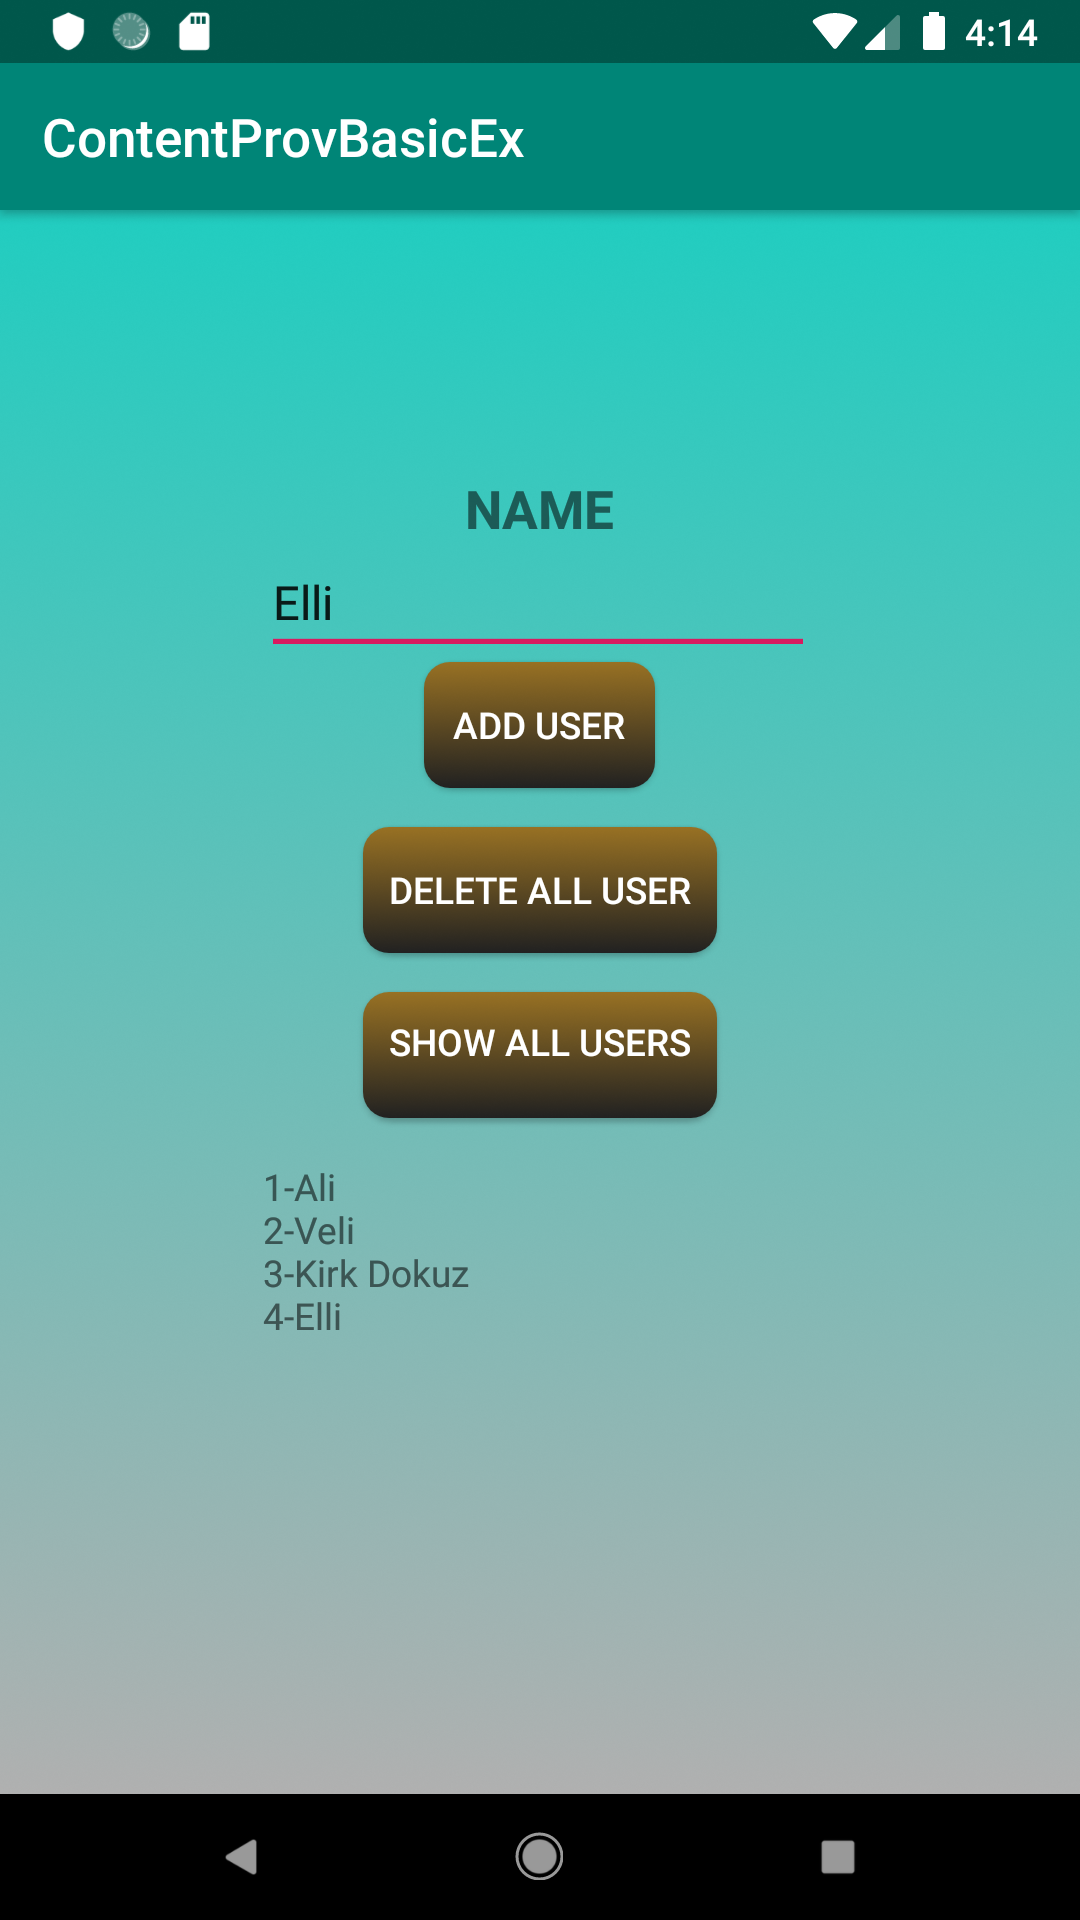 4:14
ContentProvBasicEx
NAME
Elli
ADD USER
DELETE ALL USER
SHOW ALL USERS
1-Ali
2-Veli
3-Kirk Dokuz
4-Elli